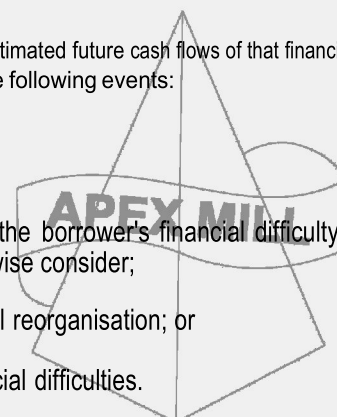 timated future cash flows of that financi
e following events:
APEX MILL
the borrower's financial difficulty
wise consider;
l reorganisation; or
cial difficulties.